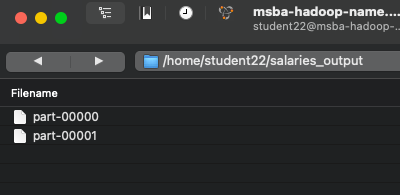 msba-hadoop-name....
student22@msba-hadoop-..
/home/student22/salaries_output
Filename
part-00000
part-00001